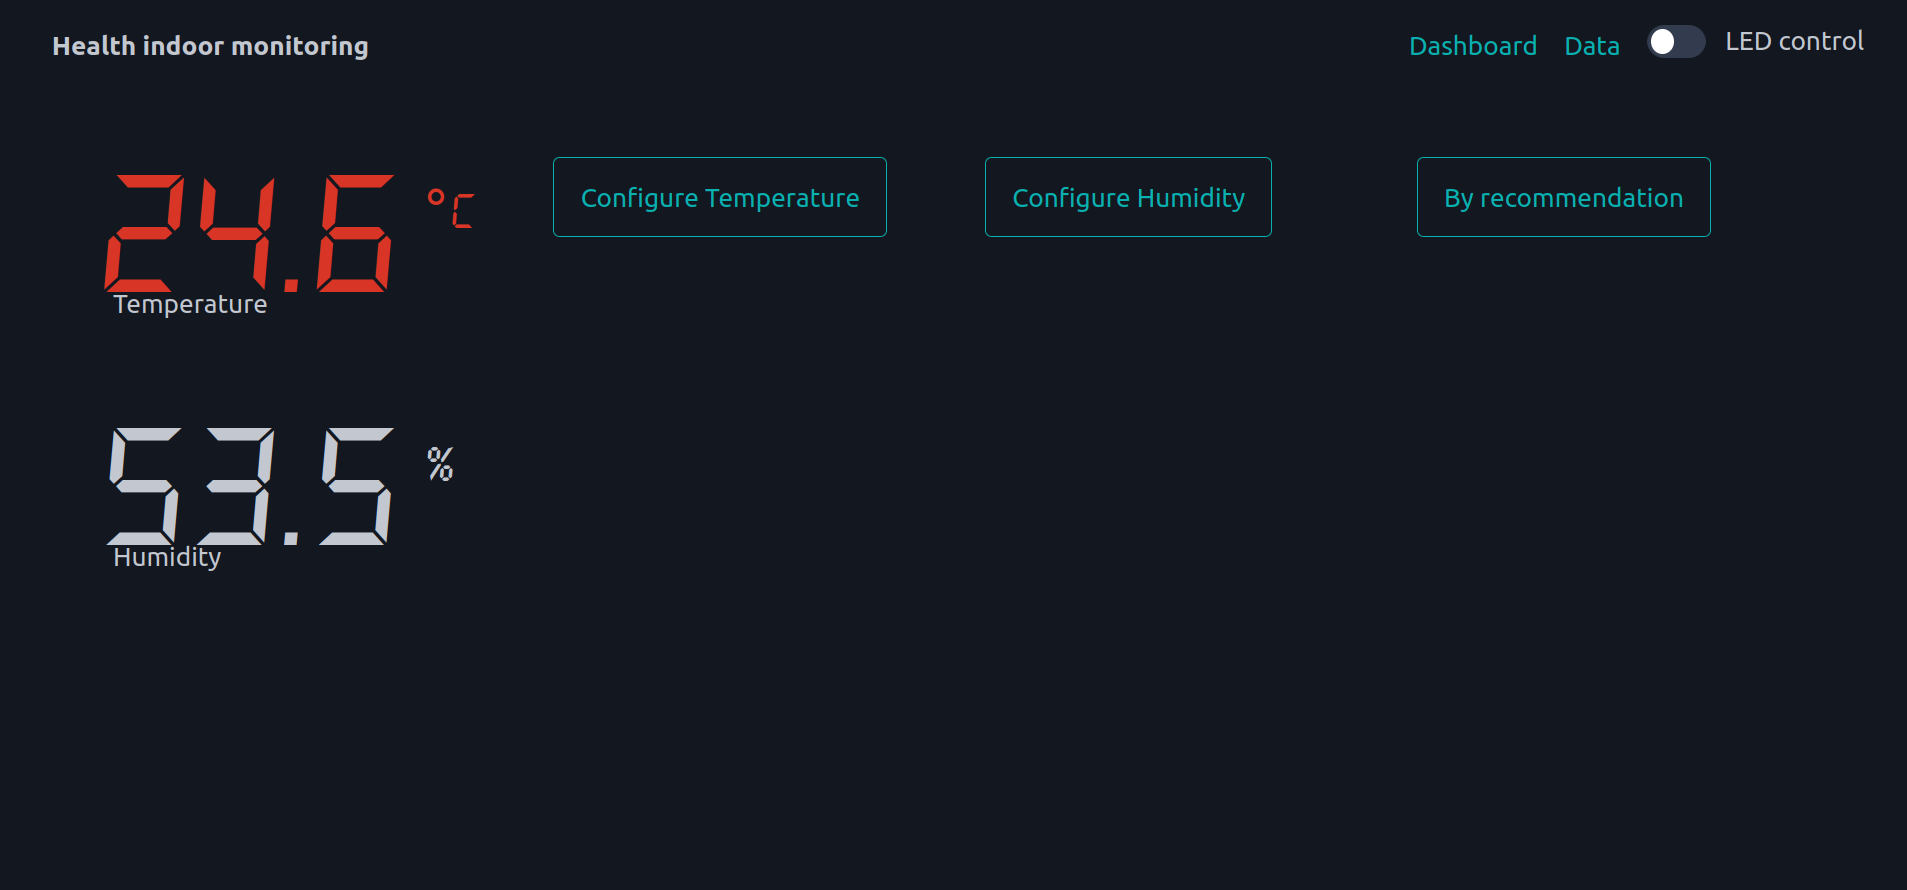 Health indoor monitoring
Dashboard Data LED control
24.6 °C
Temperature
Configure Temperature
Configure Humidity
By recommendation
53.5 %
Humidity